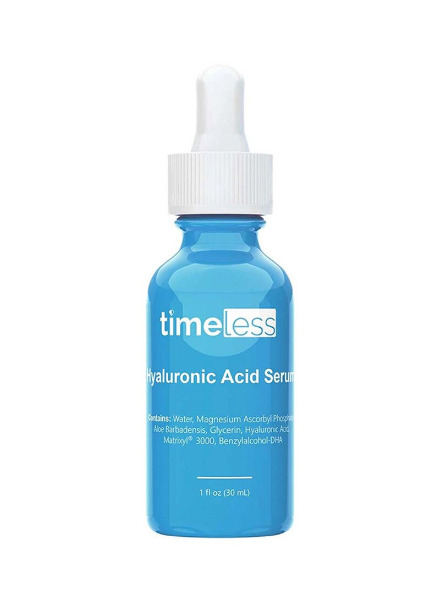 timeless
Hyaluronic Acid Serum
Contains: Water, Magnesium Ascorbyl Phosphate,
Aloe Barbadensis, Glycerin, Hyaluronic Acid,
Matrixyl® 3000, Benzylalcohol-DHA
1 fl oz (30 mL)